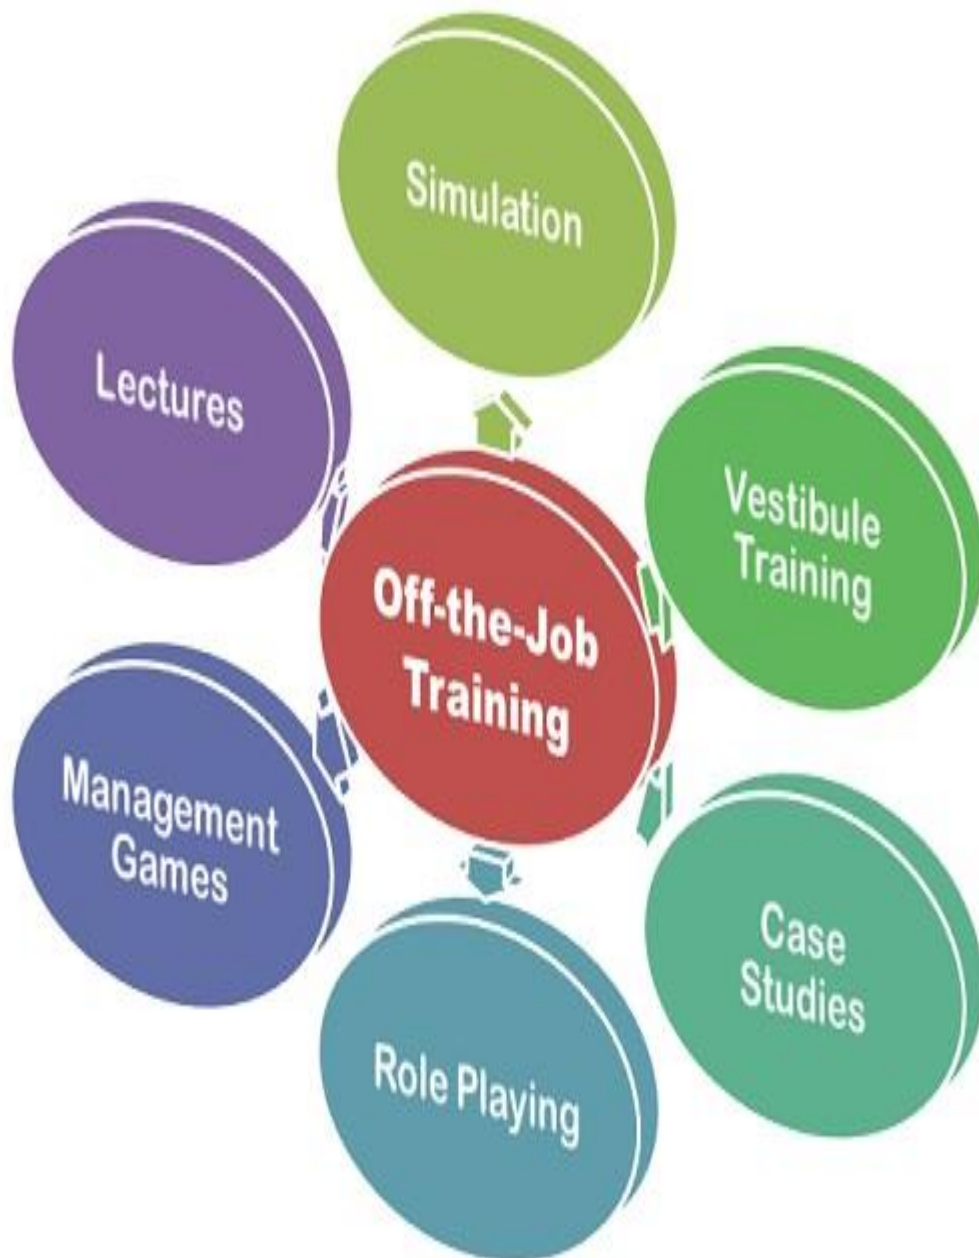 Simulation
Lectures
Vestibule
Training
Off-the-Job
Training
Management
Games
Case
Studies
Role Playing